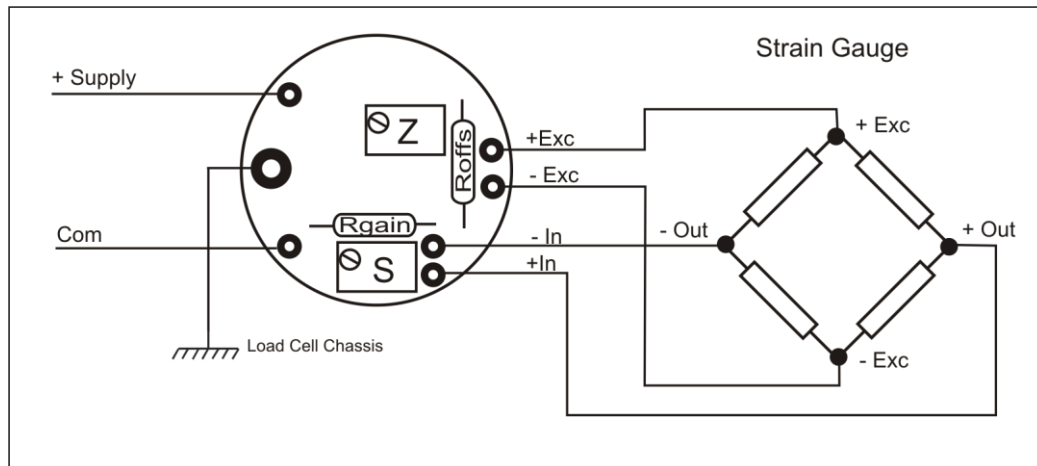 Strain Gauge
+ Supply
Z
Roffs
+Exc
+ Exc
- Exc
Rgain
Com
- In
- Out
+ Out
S
+In
Load Cell Chassis
- Exc